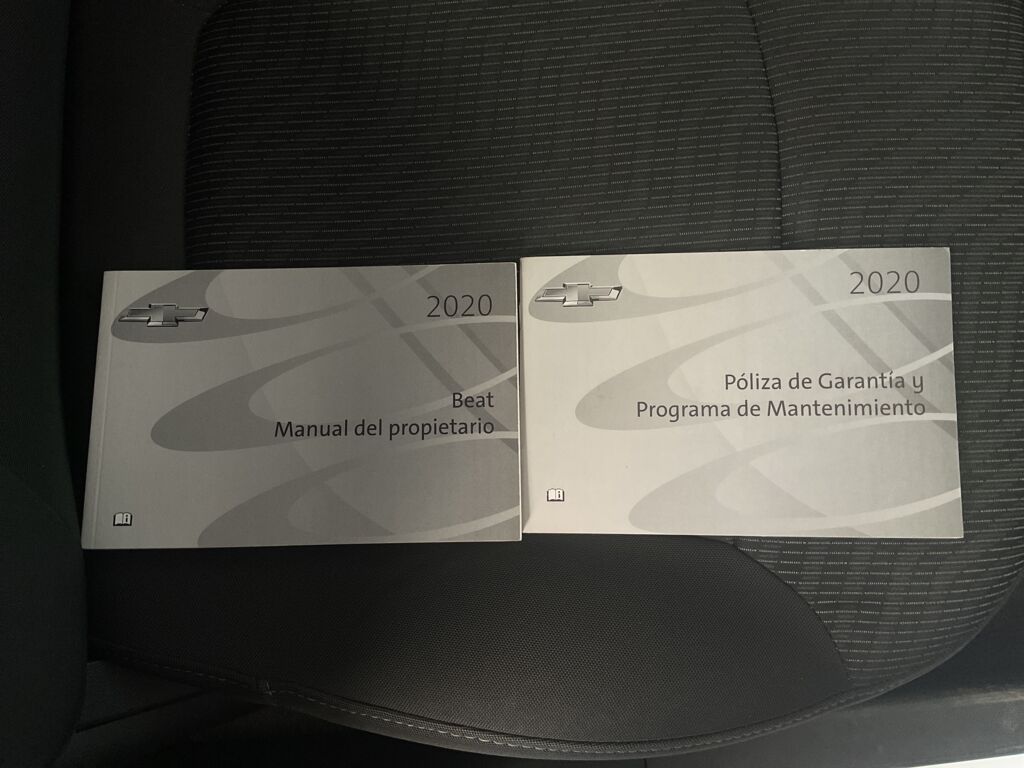 2020
Beat
Manual del propietario
2020
Póliza de Garantía y
Programa de Mantenimiento